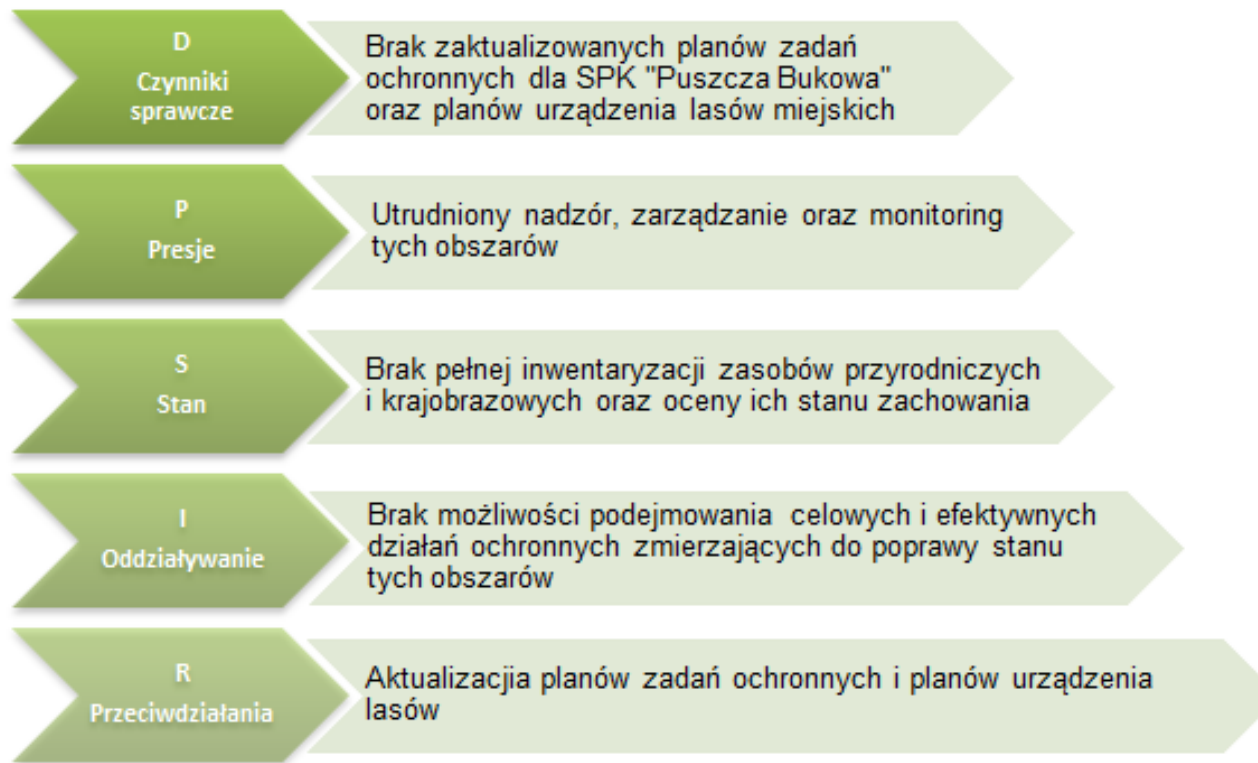 D
Czynniki
sprawcze
Brak zaktualizowanych planów zadań
ochronnych dla SPK "Puszcza Bukowa"
oraz planów urządzenia lasów miejskich
P
Presje
Utrudniony nadzór, zarządzanie oraz monitoring
tych obszarów
S
Stan
Brak pełnej inwentaryzacji zasobów przyrodniczych
i krajobrazowych oraz oceny ich stanu zachowania
I
Oddziaływanie
Brak możliwości podejmowania celowych i efektywnych
działań ochronnych zmierzających do poprawy stanu
tych obszarów
R
Przeciwdziałania
Aktualizacjia planów zadań ochronnych i planów urządzenia
lasów